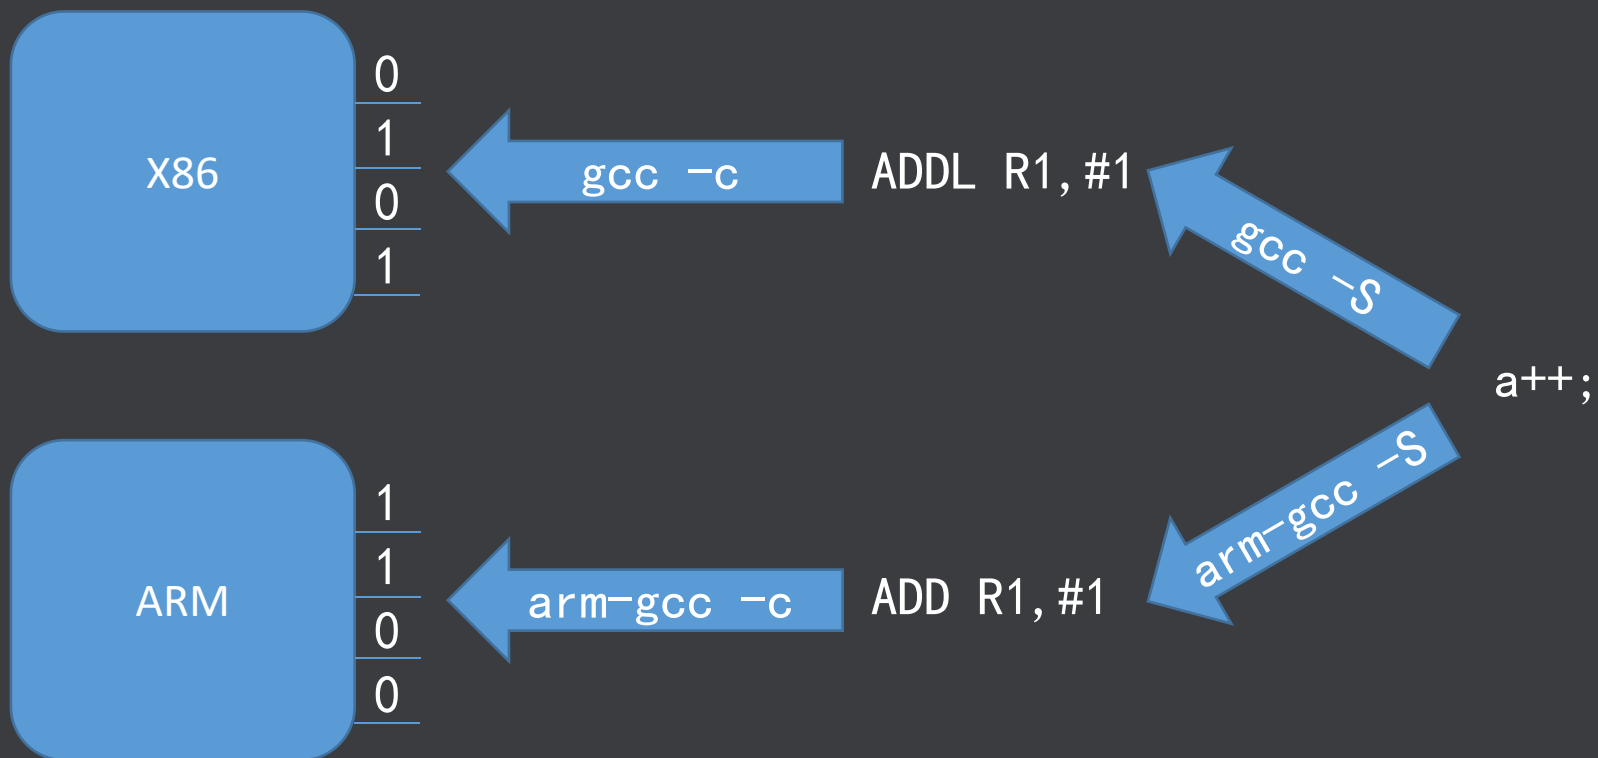 X86
0
1
0
1
gcc -c
ADDL R1,#1
gcc -S
a++;
ARM
1
1
0
0
arm-gcc -c
ADD R1,#1
arm-gcc -S